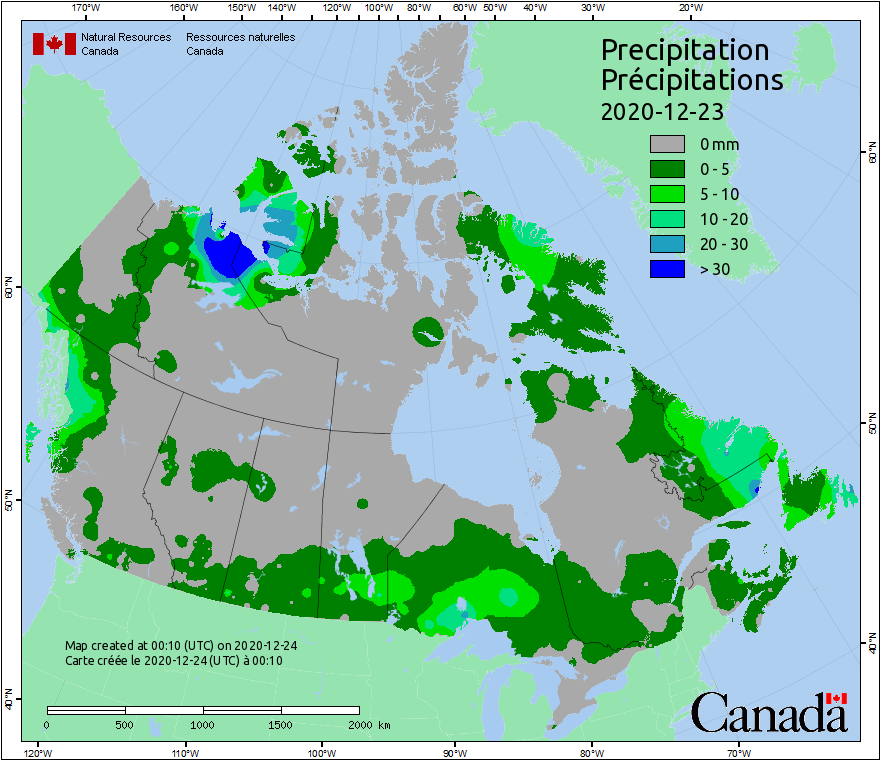 170°W 160°W 150°W 140°W 120°W 100°W 80°W 60°W 50°W 40°W 30°W 20°W
Natural Resources Ressources naturelles
Canada Canada
Precipitation
Précipitations
2020-12-23
0 mm
0 - 5
5 - 10
10 - 20
20 - 30
> 30
60°N
60°N
50°N
50°N
40°N
40°N
Map created at 00:10 (UTC) on 2020-12-24
Carte créée le 2020-12-24 (UTC) à 00:10
0 500 1000 1500 2000 km
Canada
120°W 110°W 100°W 90°W 80°W 70°W